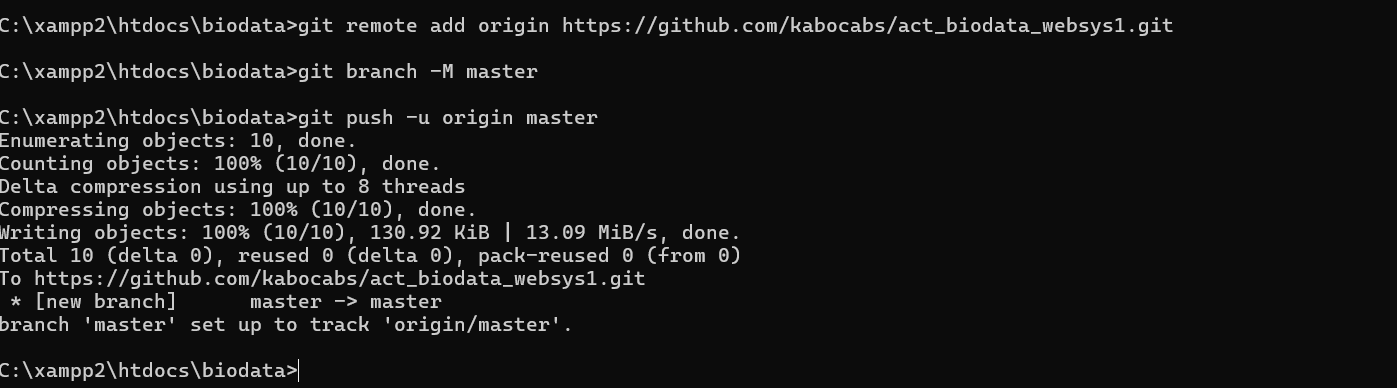 C:\xampp2\htdocs\biodata>git remote add origin https://github.com/kabocabs/act_biodata_websys1.git
C:\xampp2\htdocs\biodata>git branch -M master
C:\xampp2\htdocs\biodata>git push -u origin master
Enumerating objects: 10, done.
Counting objects: 100% (10/10), done.
Delta compression using up to 8 threads
Compressing objects: 100% (10/10), done.
Writing objects: 100% (10/10), 130.92 KiB | 13.09 MiB/s, done.
Total 10 (delta 0), reused 0 (delta 0), pack-reused 0 (from 0)
To https://github.com/kabocabs/act_biodata_websys1.git
 * [new branch]      master -> master
branch 'master' set up to track 'origin/master'.
C:\xampp2\htdocs\biodata>